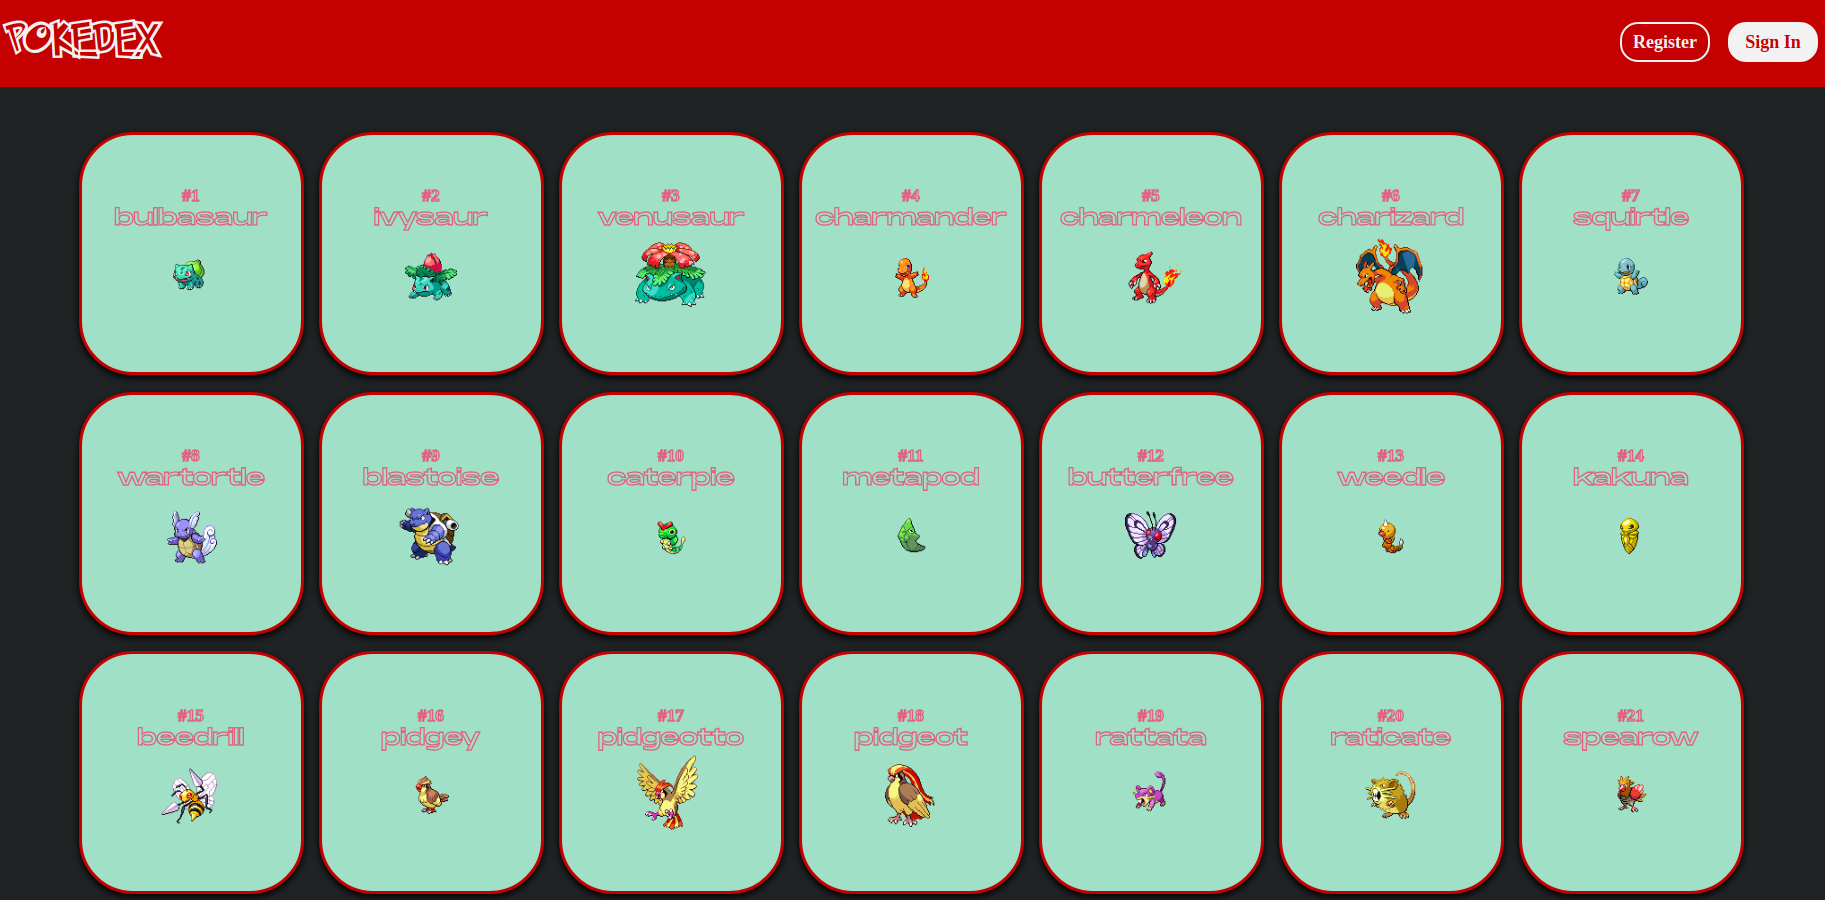 POKEDEX
Register
Sign In
#1
bulbasaur
#2
ivysaur
#3
venusaur
#4
charmander
#5
charmeleon
#6
charizard
#7
squirtle
#8
wartortle
#9
blastoise
#10
caterpie
#11
metapod
#12
butterfree
#13
weedle
#14
kakuna
#15
beedrill
#16
pidgey
#17
pidgeotto
#18
pidgeot
#19
rattata
#20
raticate
#21
spearow